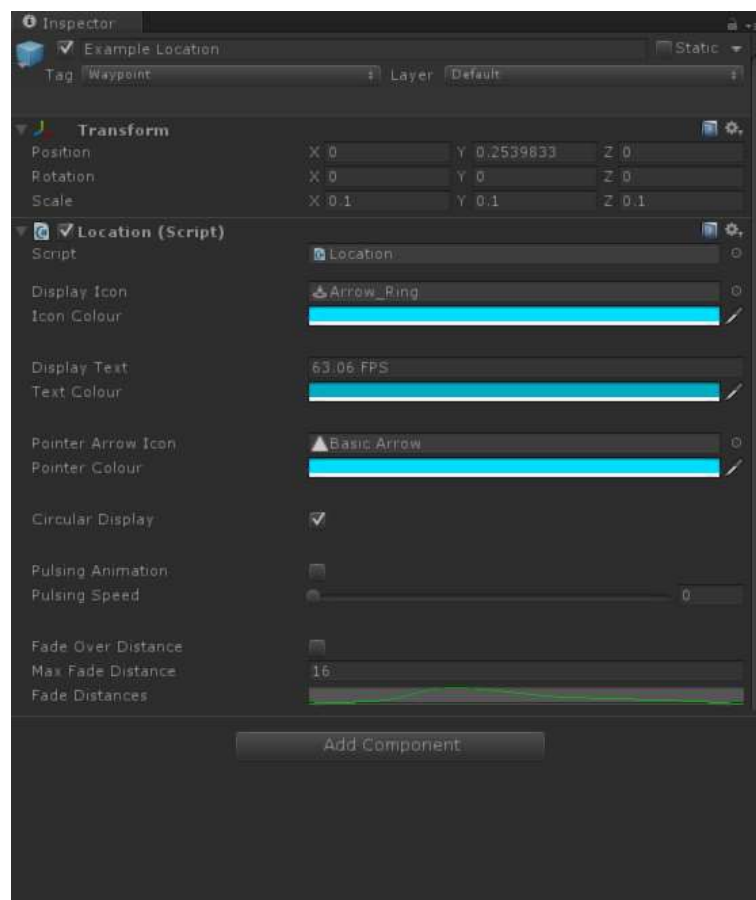 Inspector
Example Location Static
Tag Waypoint Layer Default
Transform
Position X 0 Y 0.2539833 Z 0
Rotation X 0 Y 0 Z 0
Scale X 0.1 Y 0.1 Z 0.1
Location (Script)
Script Location
Display Icon Arrow_Ring
Icon Colour
Display Text 63.06 FPS
Text Colour
Pointer Arrow Icon Basic Arrow
Pointer Colour
Circular Display
Pulsing Animation
Pulsing Speed 0
Fade Over Distance
Max Fade Distance 16
Fade Distances
Add Component